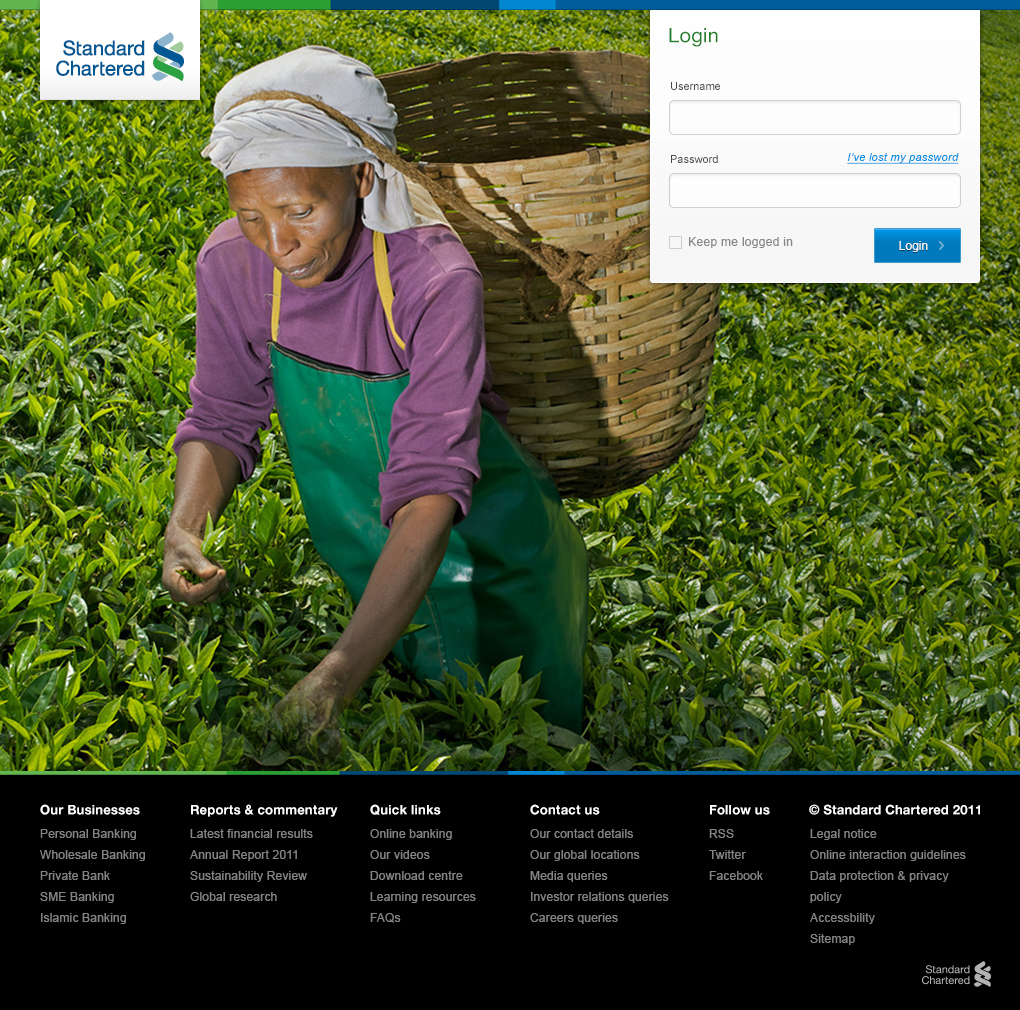 Standard
Chartered
Login
Username
Password
I've lost my password
Keep me logged in
Login
Our Businesses
Personal Banking
Wholesale Banking
Private Bank
SME Banking
Islamic Banking
Reports & commentary
Latest financial results
Annual Report 2011
Sustainability Review
Global research
Quick links
Online banking
Our videos
Download centre
Learning resources
FAQs
Contact us
Our contact details
Our global locations
Media queries
Investor relations queries
Careers queries
Follow us
RSS
Twitter
Facebook
© Standard Chartered 2011
Legal notice
Online interaction guidelines
Data protection & privacy
policy
Accessbility
Sitemap
Standard
Chartered